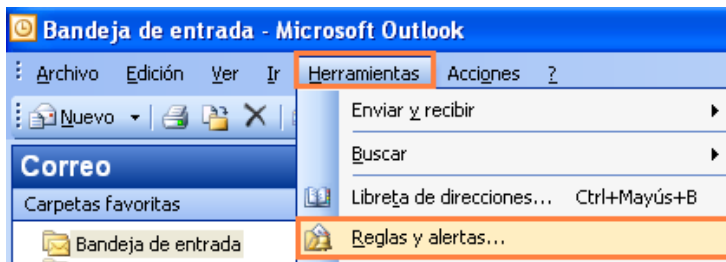 Bandeja de entrada - Microsoft Outlook
Archivo Edición Ver Ir Herramientas Acciones ?
Nuevo
Enviar y recibir
Buscar
Correo
Carpetas favoritas
Libreta de direcciones... Ctrl+Mayús+B
Bandeja de entrada
Reglas y alertas...